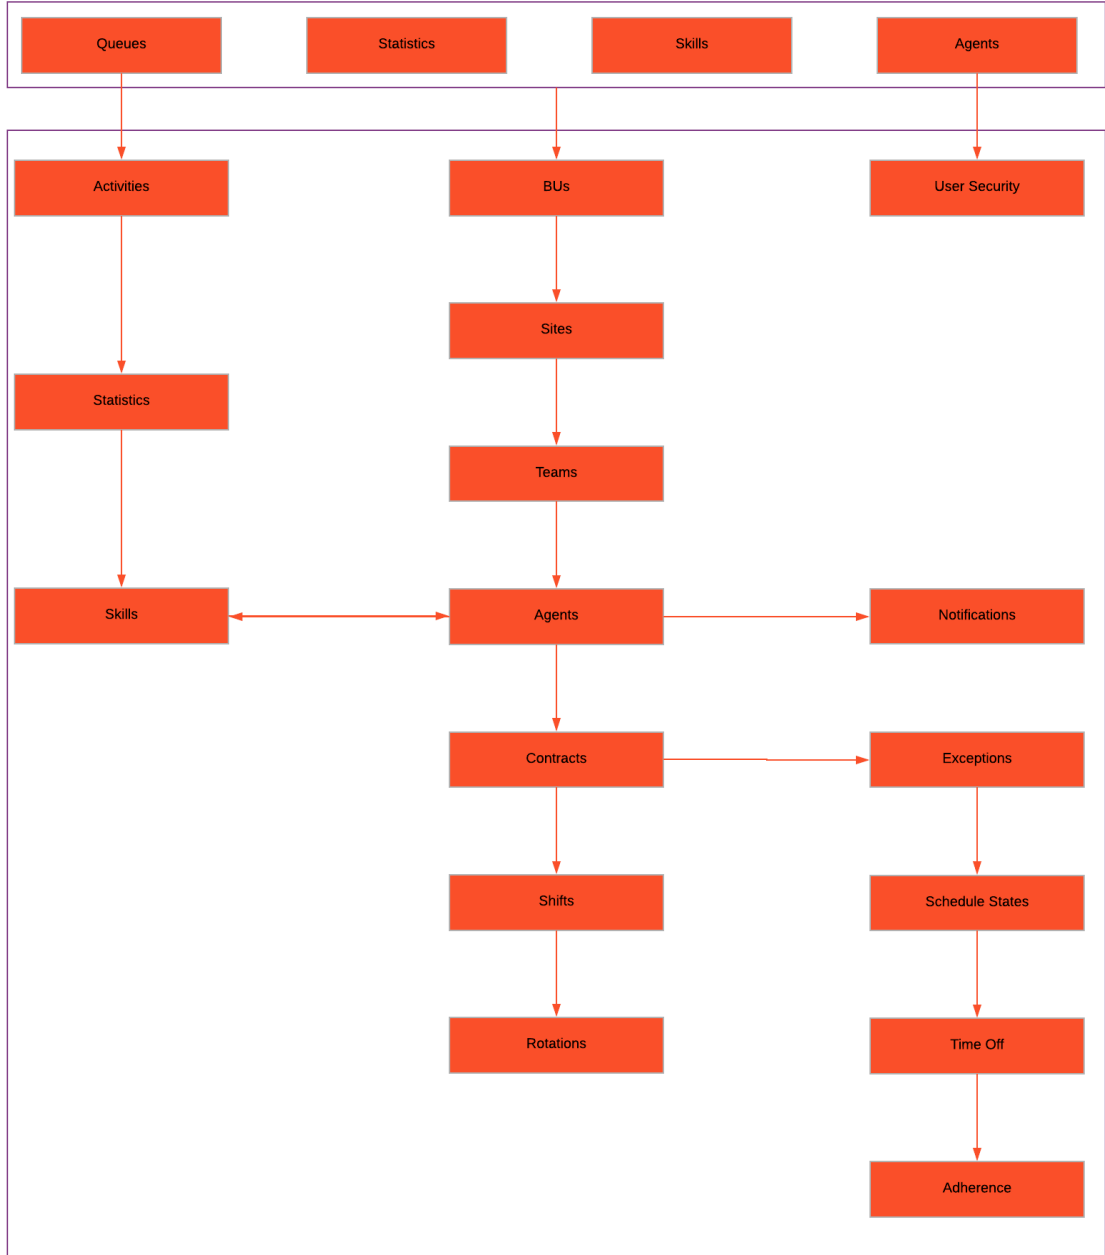 Queues
Statistics
Skills
Agents
Activities
BUs
User Security
Sites
Statistics
Teams
Skills
Agents
Notifications
Contracts
Exceptions
Shifts
Schedule States
Rotations
Time Off
Adherence